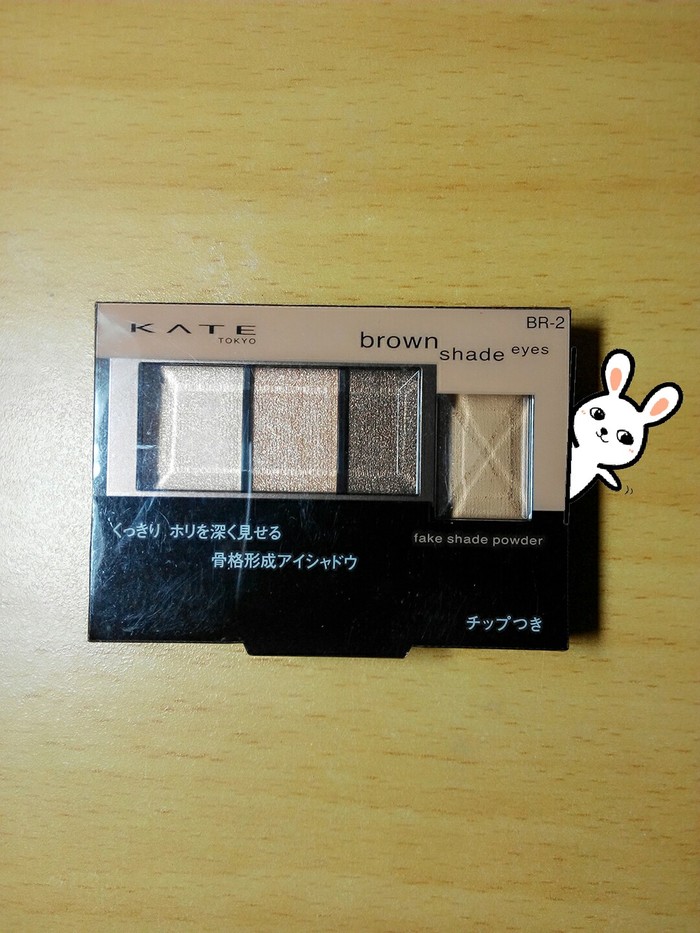 KATE
TOKYO
BR-2
brown shade eyes
くっきり ホリを深く見せる
骨格形成アイシャドウ
fake shade powder
チップつき